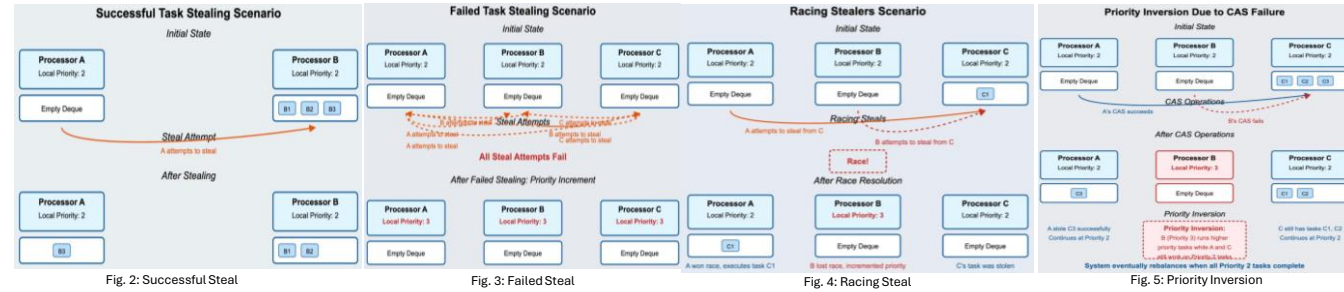 Successful Task Stealing Scenario
Initial State
Processor A
Local Priority: 2
Processor B
Local Priority: 2
Empty Deque
B1 B2 B3
Steal Attempt
A attempts to steal
After Stealing
Processor A
Local Priority: 2
Processor B
Local Priority: 2
B3
B1 B2
Fig. 2: Successful Steal
Failed Task Stealing Scenario
Initial State
Processor A
Local Priority: 2
Processor B
Local Priority: 2
Processor C
Local Priority: 2
Empty Deque
Empty Deque
Empty Deque
Steal Attempts
A attempts to steal
B attempts to steal
C attempts to steal
A attempts to steal
All Steal Attempts Fail
After Failed Stealing: Priority Increment
Processor A
Local Priority: 3
Processor B
Local Priority: 3
Processor C
Local Priority: 3
Empty Deque
Empty Deque
Empty Deque
Fig. 3: Failed Steal
Racing Stealers Scenario
Initial State
Processor A
Local Priority: 2
Processor B
Local Priority: 2
Processor C
Local Priority: 2
Empty Deque
Empty Deque
C1
Racing Steals
A attempts to steal from C
B attempts to steal from C
Race!
After Race Resolution
Processor A
Local Priority: 2
Processor B
Local Priority: 3
Processor C
Local Priority: 2
C1
Empty Deque
Empty Deque
A won race, executes task C1
B lost race, incremented priority
C's task was stolen
Fig. 4: Racing Steal
Priority Inversion Due to CAS Failure
Initial State
Processor A
Local Priority: 2
Processor B
Local Priority: 2
Processor C
Local Priority: 2
Empty Deque
Empty Deque
C1 C2 C3
CAS Operations
A's CAS succeeds
B's CAS fails
After CAS Operations
Processor A
Local Priority: 2
Processor B
Local Priority: 3
Processor C
Local Priority: 2
C3
Empty Deque
C1 C2
Priority Inversion
A stole C3 successfully
Continues at Priority 2
Priority Inversion:
B (Priority 3) runs higher
priority tasks while A and C
still work on Priority 2 tasks
C still has tasks C1, C2
Continues at Priority 2
System eventually rebalances when all Priority 2 tasks complete
Fig. 5: Priority Inversion